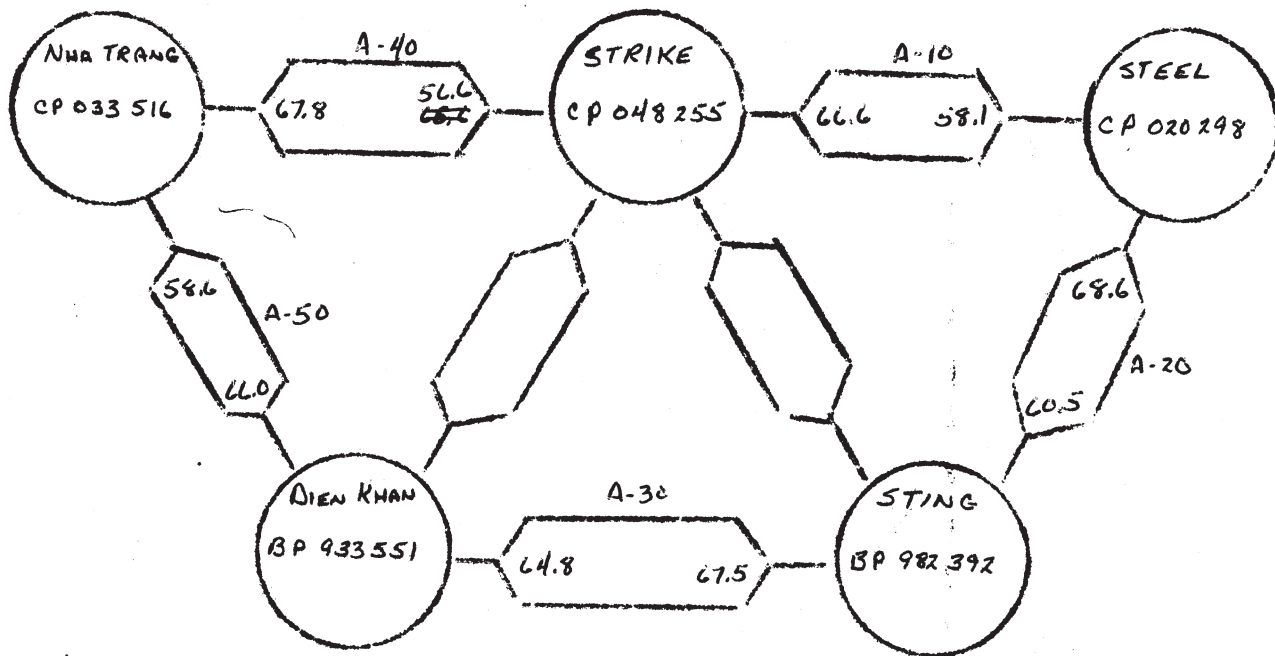 NHA TRANG
CP 033 516
A-40
67.8
56.6
STRIKE
CP 048 255
A-10
66.6
58.1
STEEL
CP 020 298
58.6
A-50
66.0
68.6
A-20
60.5
DIEN KHAN
BP 933 551
A-30
64.8
67.5
STING
BP 982 392